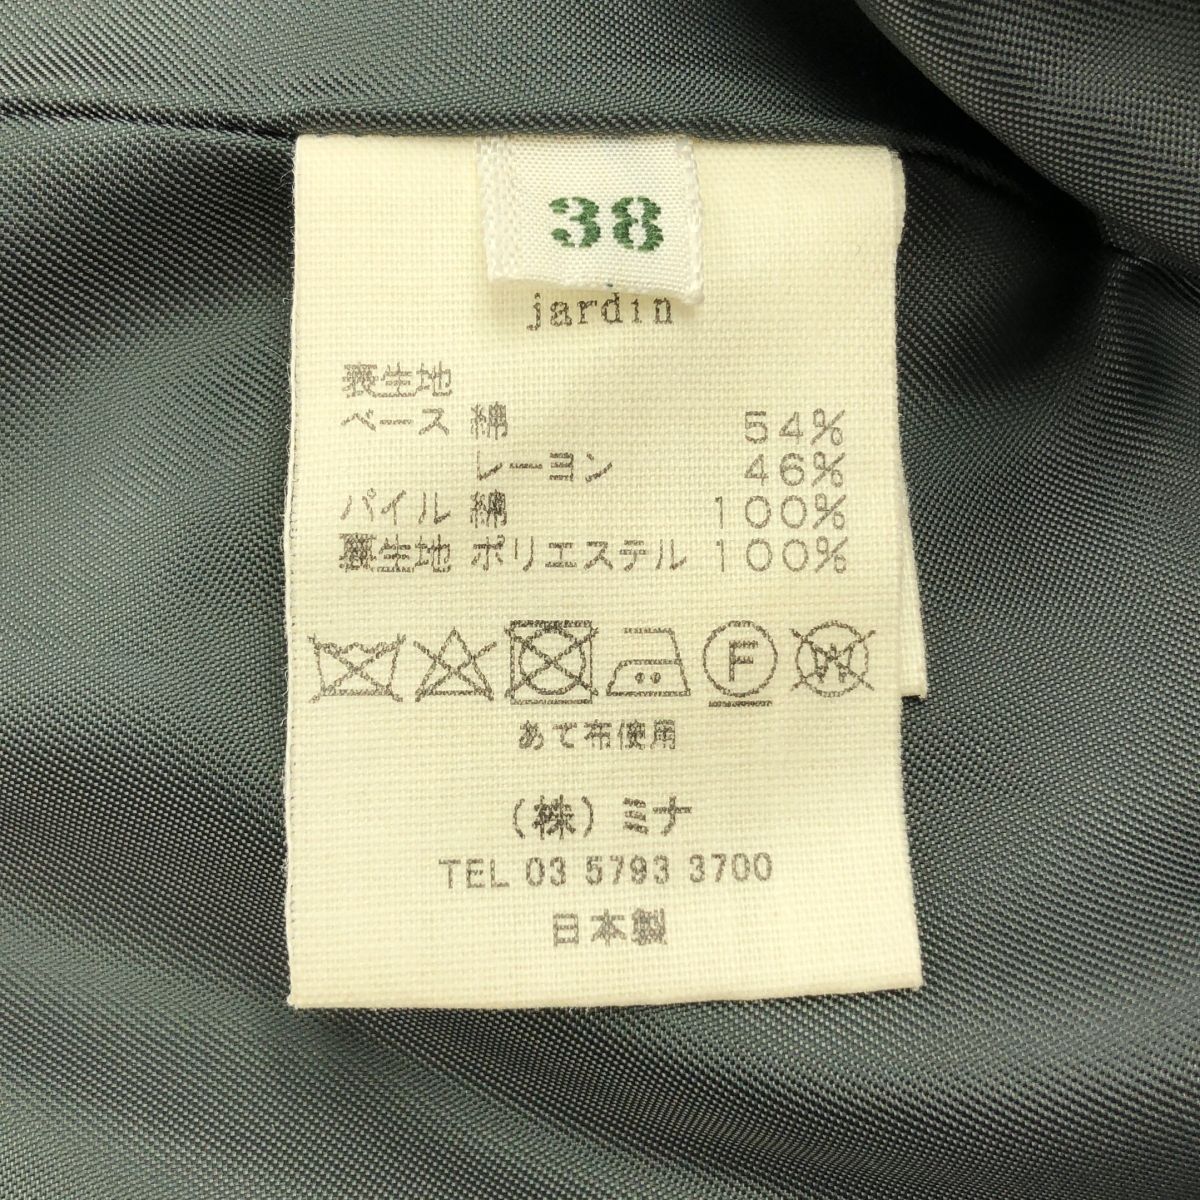 38
jardin
表生地
ベース 綿 54%
レーヨン 46%
パイル 綿 100%
裏生地 ポリエステル 100%
F
W
あて布使用
(株)ミナ
TEL 03 5793 3700
日本製